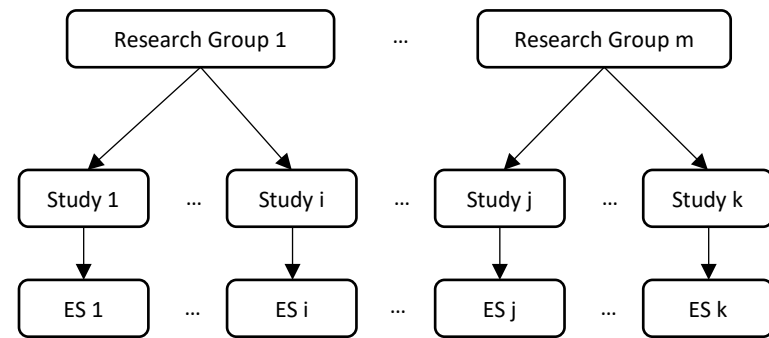 Research Group 1 ... Research Group m
Study 1 ... Study i ... Study j ... Study k
ES 1 ... ES i ... ES j ... ES k